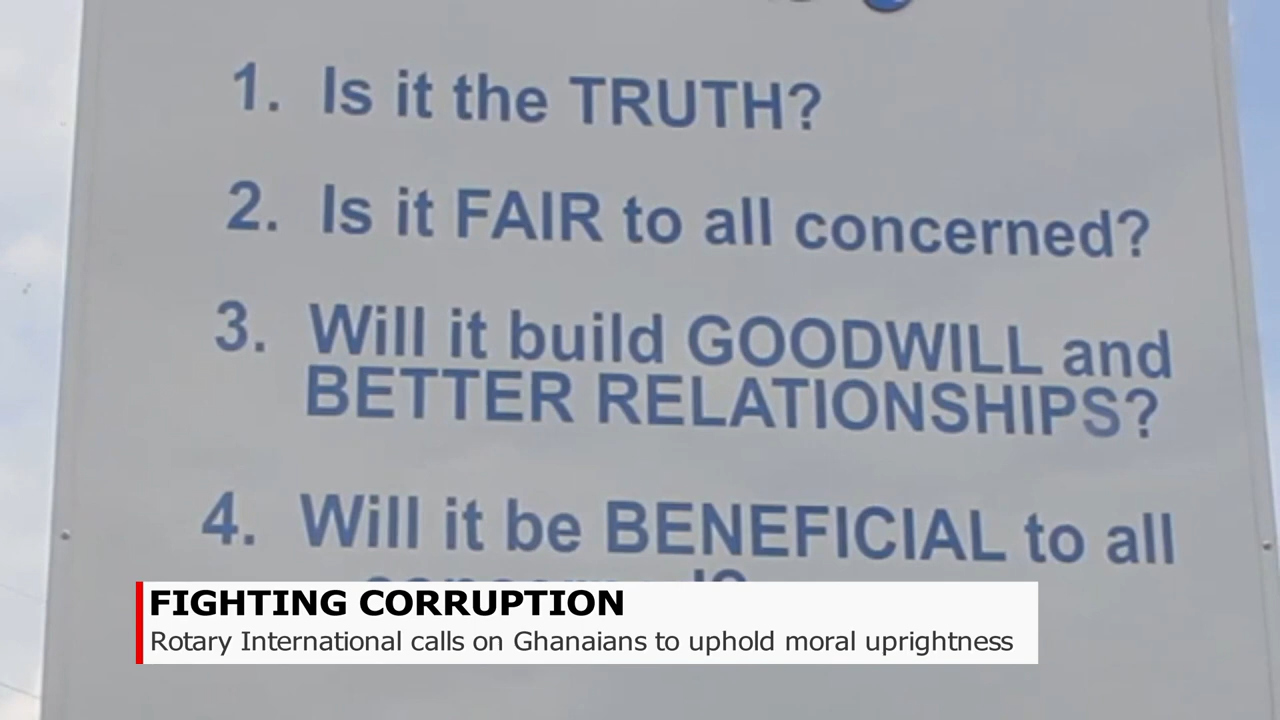 1. Is it the TRUTH?
2. Is it FAIR to all concerned?
3. Will it build GOODWILL and
BETTER RELATIONSHIPS?
4. Will it be BENEFICIAL to all
FIGHTING CORRUPTION
Rotary International calls on Ghanaians to uphold moral uprightness